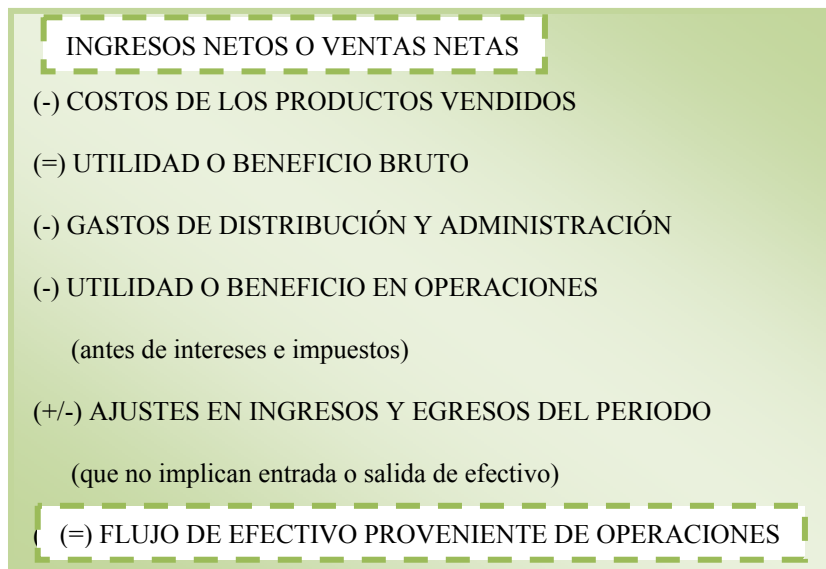 INGRESOS NETOS O VENTAS NETAS
(-) COSTOS DE LOS PRODUCTOS VENDIDOS
(=) UTILIDAD O BENEFICIO BRUTO
(-) GASTOS DE DISTRIBUCIÓN Y ADMINISTRACIÓN
(-) UTILIDAD O BENEFICIO EN OPERACIONES
(antes de intereses e impuestos)
(+/-) AJUSTES EN INGRESOS Y EGRESOS DEL PERIODO
(que no implican entrada o salida de efectivo)
(=) FLUJO DE EFECTIVO PROVENIENTE DE OPERACIONES